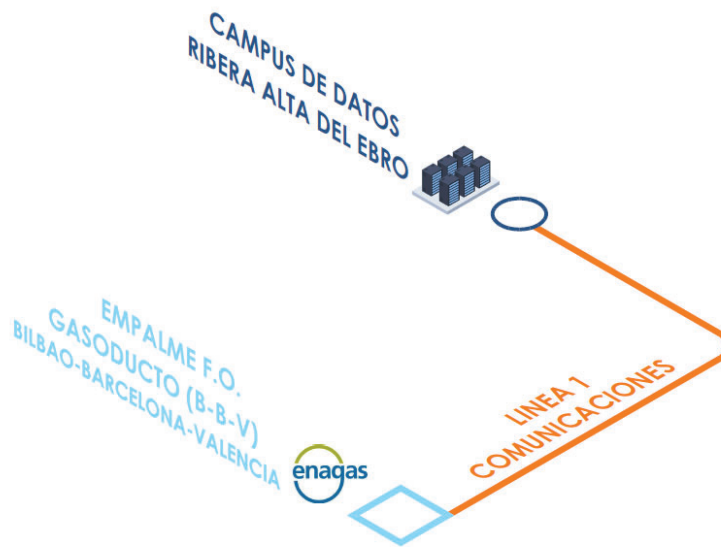 CAMPUS DE DATOS
RIBERA ALTA DEL EBRO
EMPALME F.O.
GASODUCTO (B-B-V)
BILBAO-BARCELONA-VALENCIA
enagas
LINEA 1
COMUNICACIONES